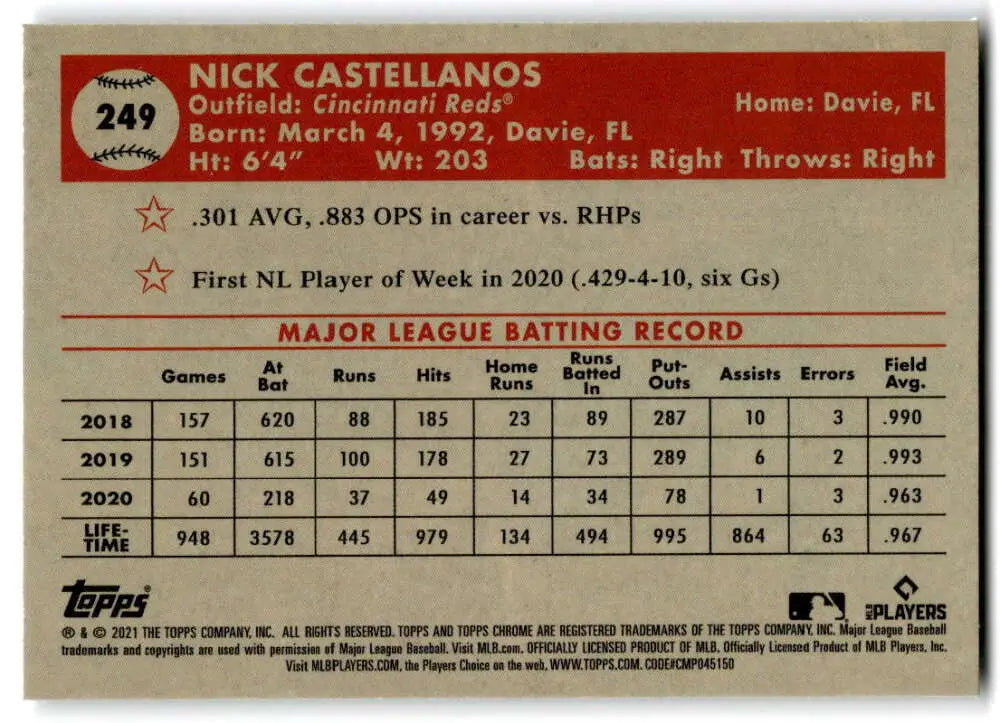 249
NICK CASTELLANOS
Outfield: Cincinnati Reds®
Home: Davie, FL
Born: March 4, 1992, Davie, FL
Ht: 6'4" Wt: 203 Bats: Right Throws: Right
.301 AVG, .883 OPS in career vs. RHPs
First NL Player of Week in 2020 (.429-4-10, six Gs)
MAJOR LEAGUE BATTING RECORD
Games At Bat Runs Hits Home Runs Runs Batted In Put-Outs Assists Errors Field Avg.
2018 157 620 88 185 23 89 287 10 3 .990
2019 151 615 100 178 27 73 289 6 2 .993
2020 60 218 37 49 14 34 78 1 3 .963
LIFE-TIME 948 3578 445 979 134 494 995 864 63 .967
Topps®
MLB PLAYERS
® & © 2021 THE TOPPS COMPANY, INC. ALL RIGHTS RESERVED. TOPPS AND TOPPS CHROME ARE REGISTERED TRADEMARKS OF THE TOPPS COMPANY, INC. Major League Baseball
trademarks and copyrights are used with permission of Major League Baseball. Visit MLB.com. OFFICIALLY LICENSED PRODUCT OF MLB. Officially Licensed Product of MLB Players, Inc.
Visit MLBPLAYERS.COM, the Players Choice on the web. WWW.TOPPS.COM. CODE#CMP045150